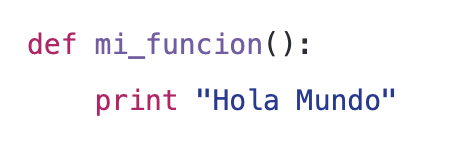 def mi_funcion():
    print "Hola Mundo"